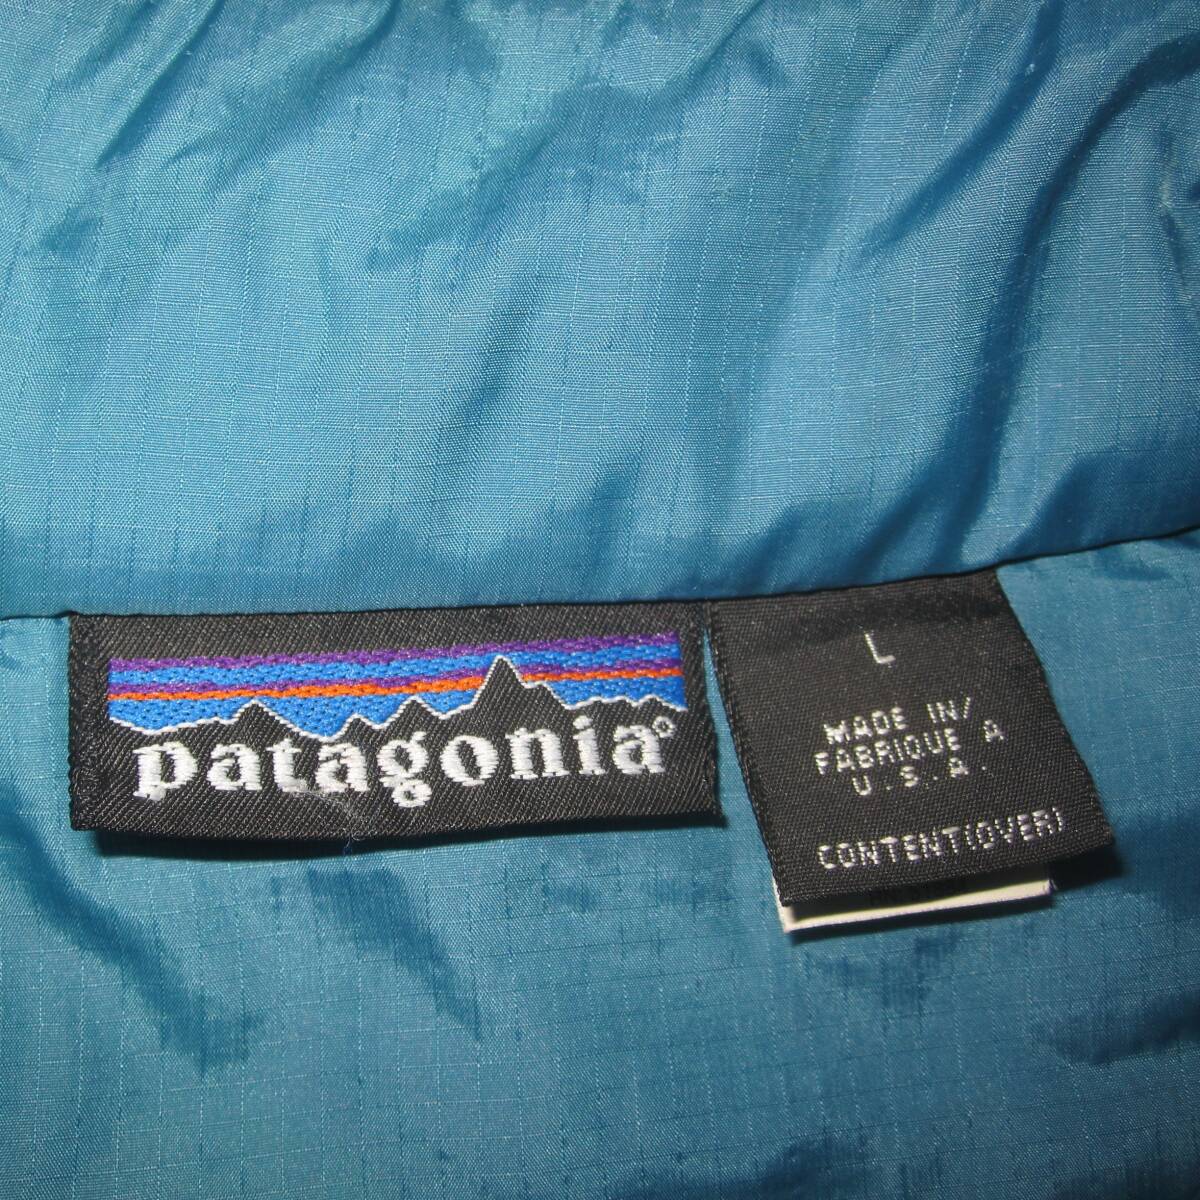 patagonia®
L
MADE IN/
FABRIQUE A
U.S.A.
CONTENT(OVER)